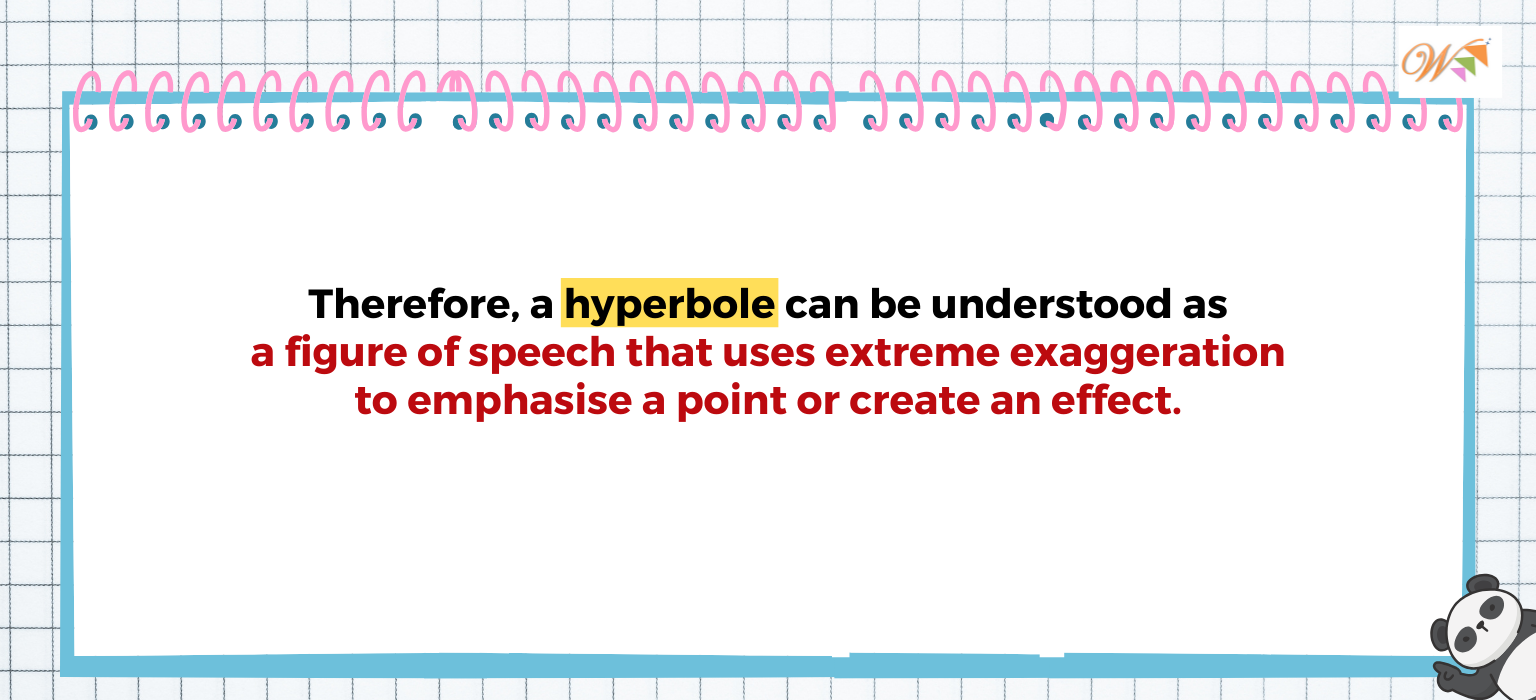 W
Therefore, a hyperbole can be understood as
a figure of speech that uses extreme exaggeration
to emphasise a point or create an effect.